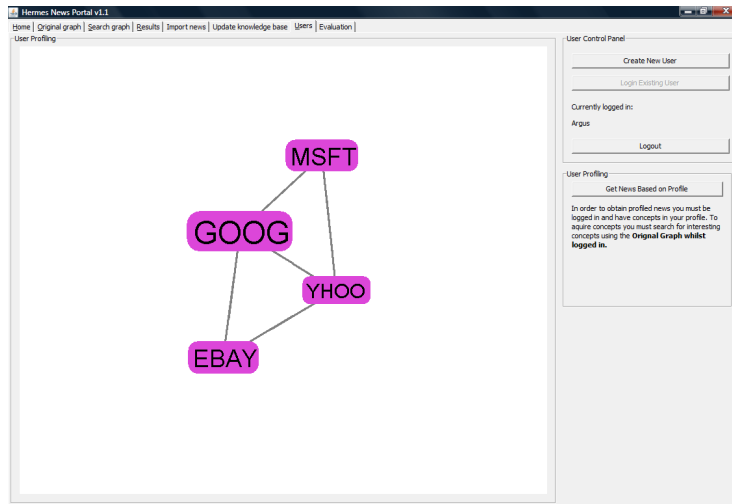 Hermes News Portal v1.1
Home Original graph Search graph Results Import news Update knowledge base Users Evaluation
User Profiling
MSFT
GOOG
YHOO
EBAY
User Control Panel
Create New User
Login Existing User
Currently logged in:
Argus
Logout
User Profiling
Get News Based on Profile
In order to obtain profiled news you must be
logged in and have concepts in your profile. To
aquire concepts you must search for interesting
concepts using the Orignal Graph whilst
logged in.